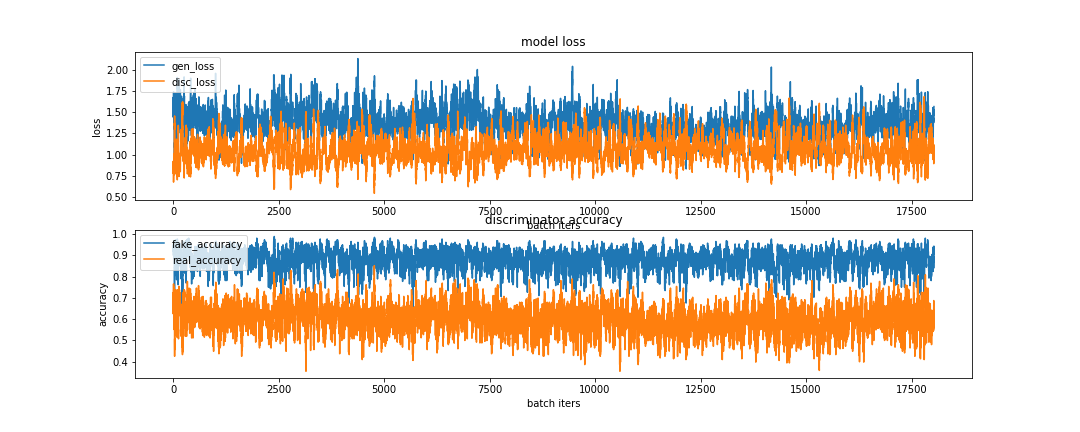 model loss
gen_loss
disc_loss
loss
2.00
1.75
1.50
1.25
1.00
0.75
0.50
0 2500 5000 7500 10000 12500 15000 17500
batch iters
discriminator accuracy
fake_accuracy
real_accuracy
accuracy
1.0
0.9
0.8
0.7
0.6
0.5
0.4
0 2500 5000 7500 10000 12500 15000 17500
batch iters